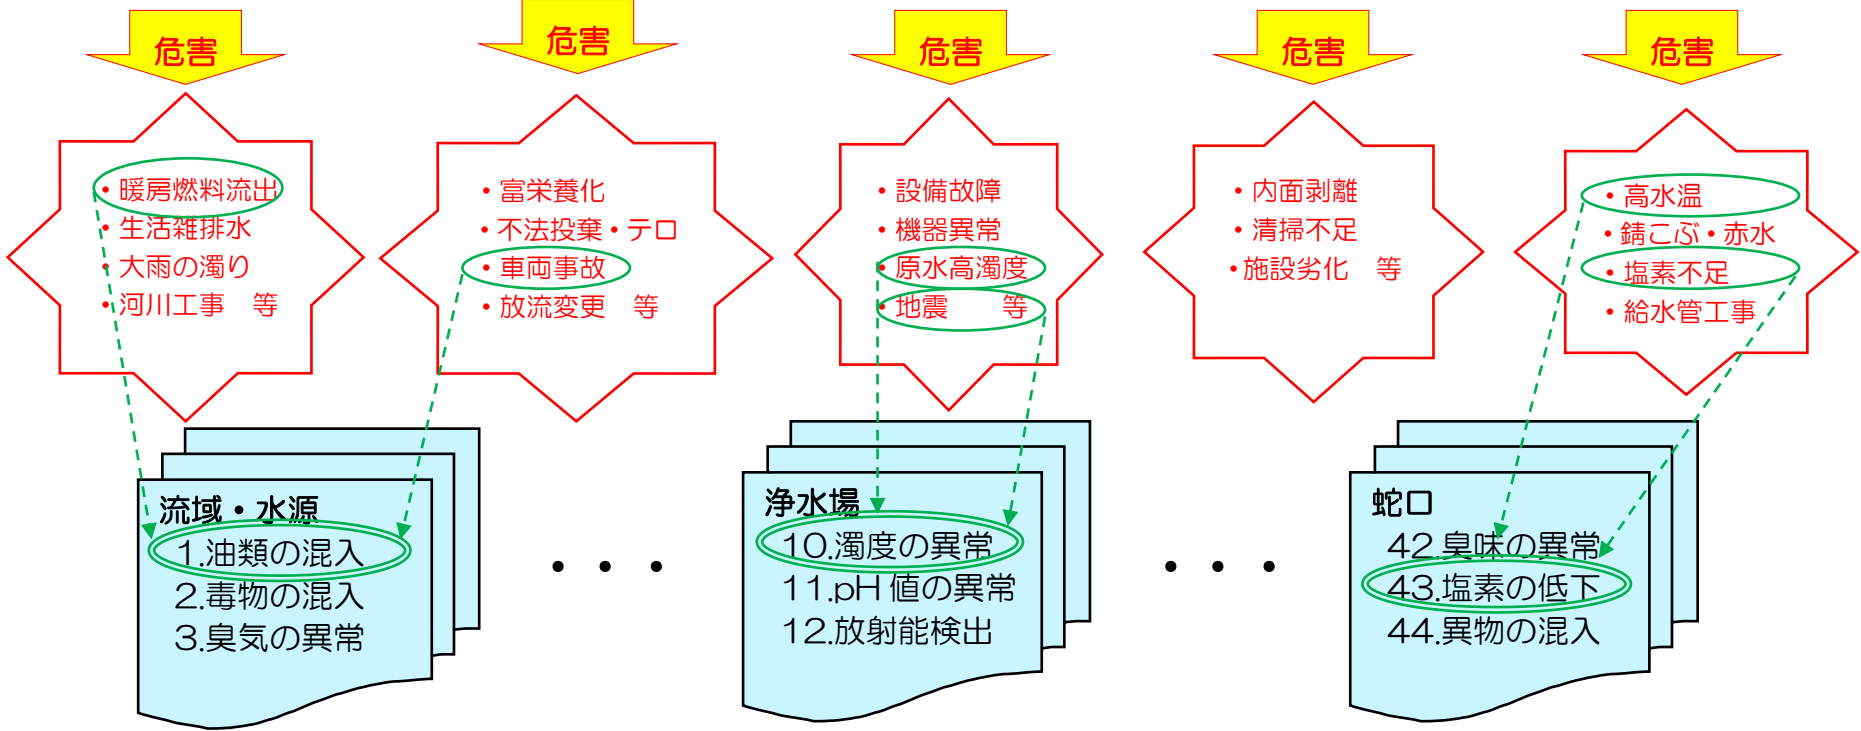 危害
危害
危害
危害
危害
・暖房燃料流出
・生活雑排水
・大雨の濁り
・河川工事　等
・富栄養化
・不法投棄・テロ
・車両事故
・放流変更　等
・設備故障
・機器異常
・原水高濁度
・地震　　等
・内面剥離
・清掃不足
・施設劣化　等
・高水温
・錆こぶ・赤水
・塩素不足
・給水管工事
流域・水源
1.油類の混入
2.毒物の混入
3.臭気の異常
・・・
浄水場
10.濁度の異常
11.pH値の異常
12.放射能検出
・・・
蛇口
42.臭味の異常
43.塩素の低下
44.異物の混入